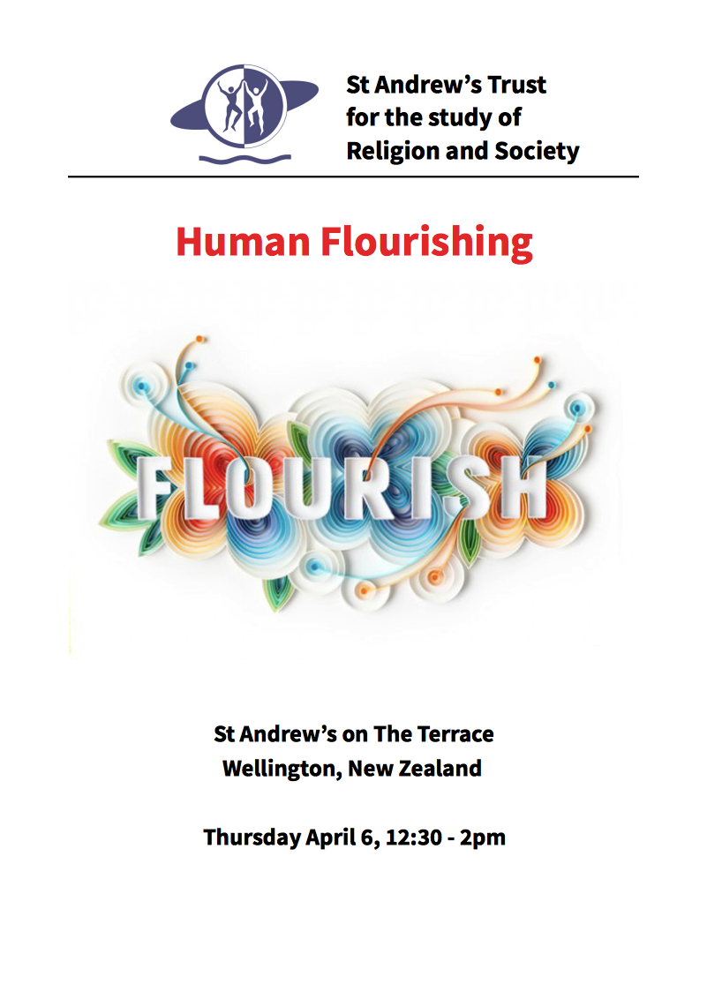 St Andrew’s Trust
for the study of
Religion and Society
Human Flourishing
FLOURISH
St Andrew’s on The Terrace
Wellington, New Zealand
Thursday April 6, 12:30 - 2pm